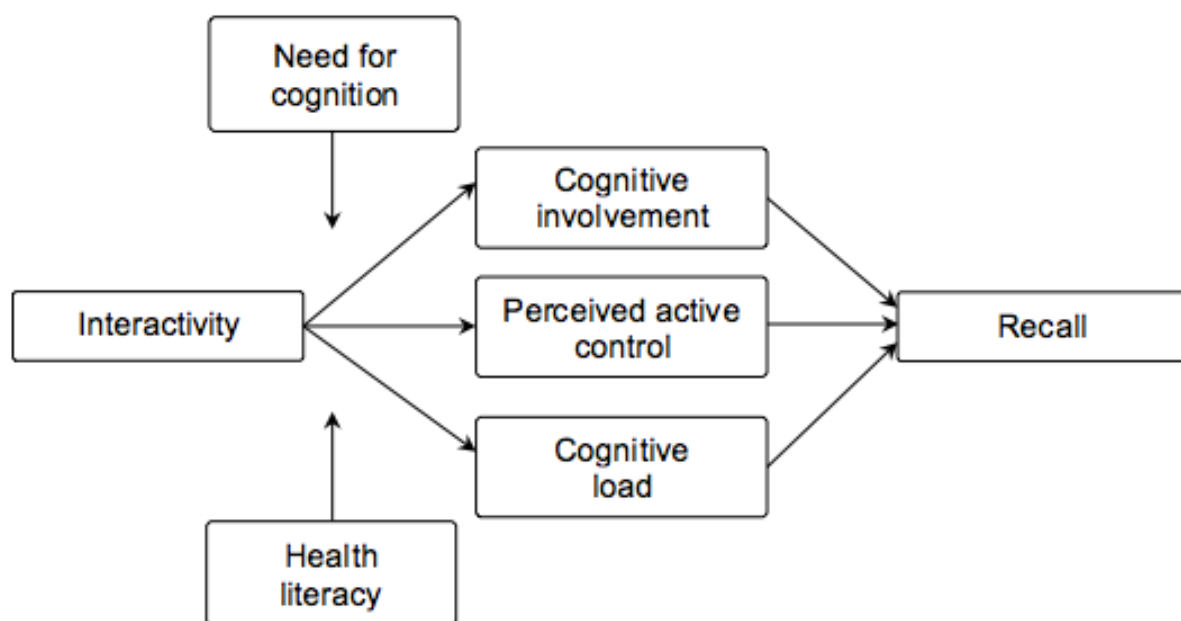 Need for
cognition
Cognitive
involvement
Interactivity
Perceived active
control
Recall
Cognitive
load
Health
literacy